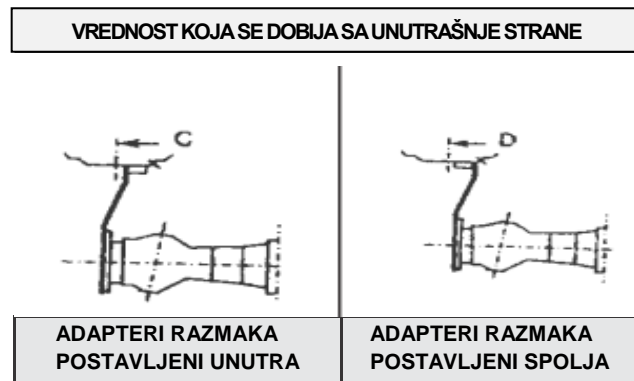 VREDNOST KOJA SE DOBIJA SA UNUTRAŠNJE STRANE
C
D
ADAPTERI RAZMAKA
POSTAVLJENI UNUTRA
ADAPTERI RAZMAKA
POSTAVLJENI SPOLJA